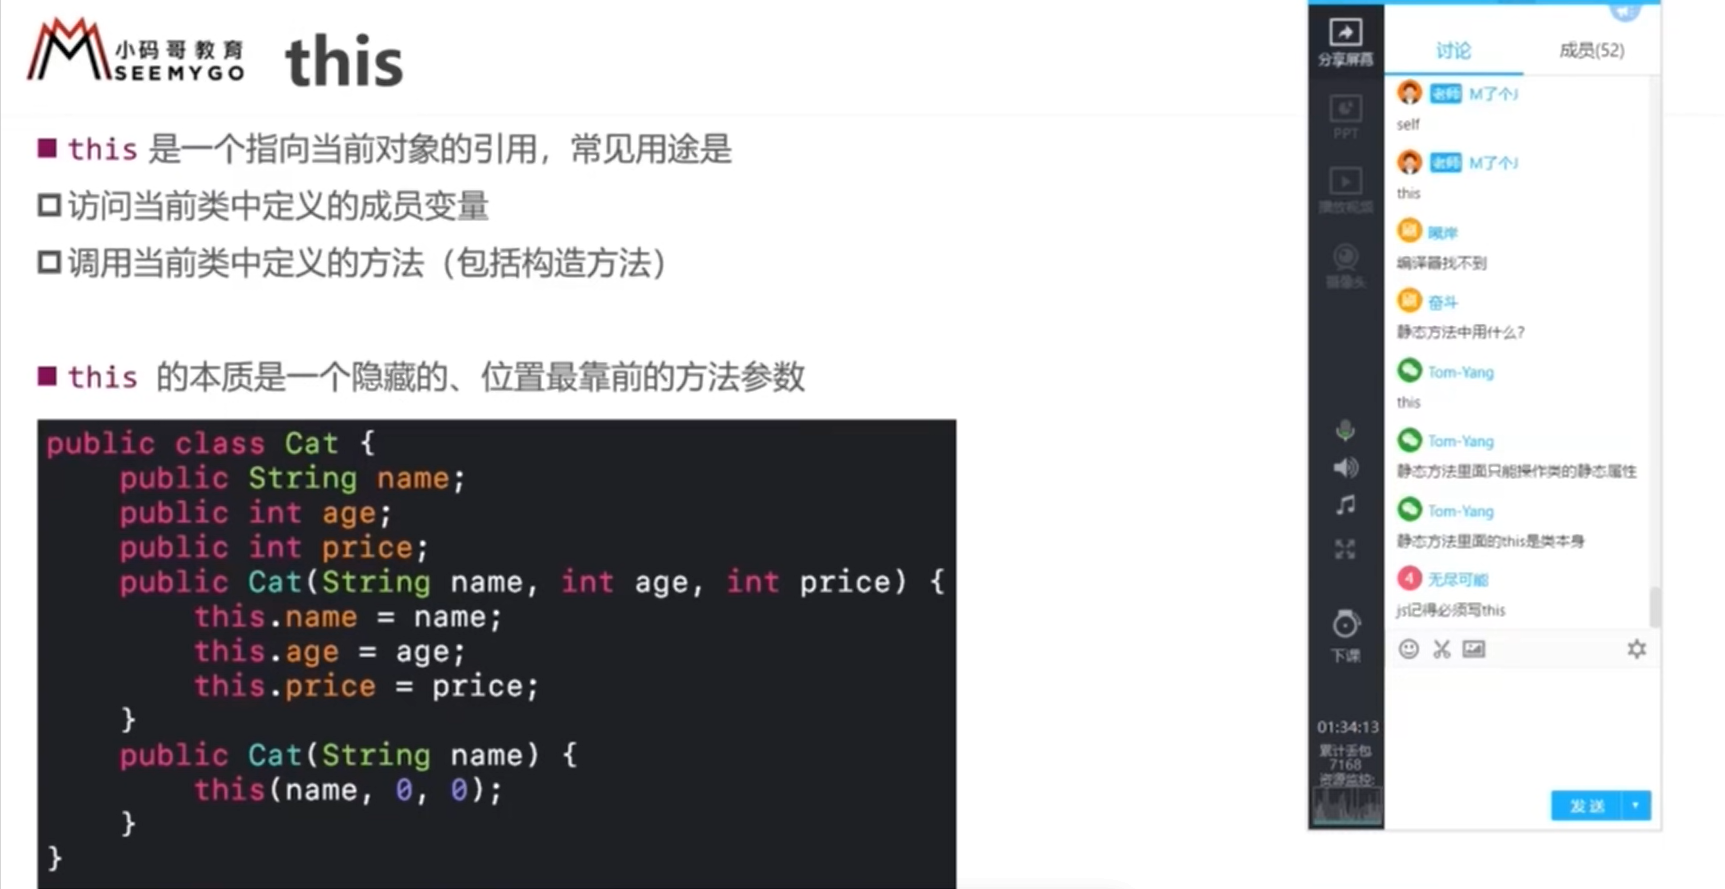 小码哥教育
SEEMYGO
this
this 是一个指向当前对象的引用，常见用途是
访问当前类中定义的成员变量
调用当前类中定义的方法（包括构造方法）
this 的本质是一个隐藏的、位置最靠前的方法参数
public class Cat {
public String name;
public int age;
public int price;
public Cat(String name, int age, int price) {
this.name = name;
this.age = age;
this.price = price;
}
public Cat(String name) {
this(name, 0, 0);
}
}
分享屏幕
PPT
播放视频
摄像头
下课
01:34:13
累计丢包
7168
资源监控:
讨论
成员(52)
老师 M了个J
self
老师 M了个J
this
曦岸
编译器找不到
奋斗
静态方法中用什么?
Tom-Yang
this
Tom-Yang
静态方法里面只能操作类的静态属性
Tom-Yang
静态方法里面的this是类本身
4 无尽可能
js记得必须写this
发送